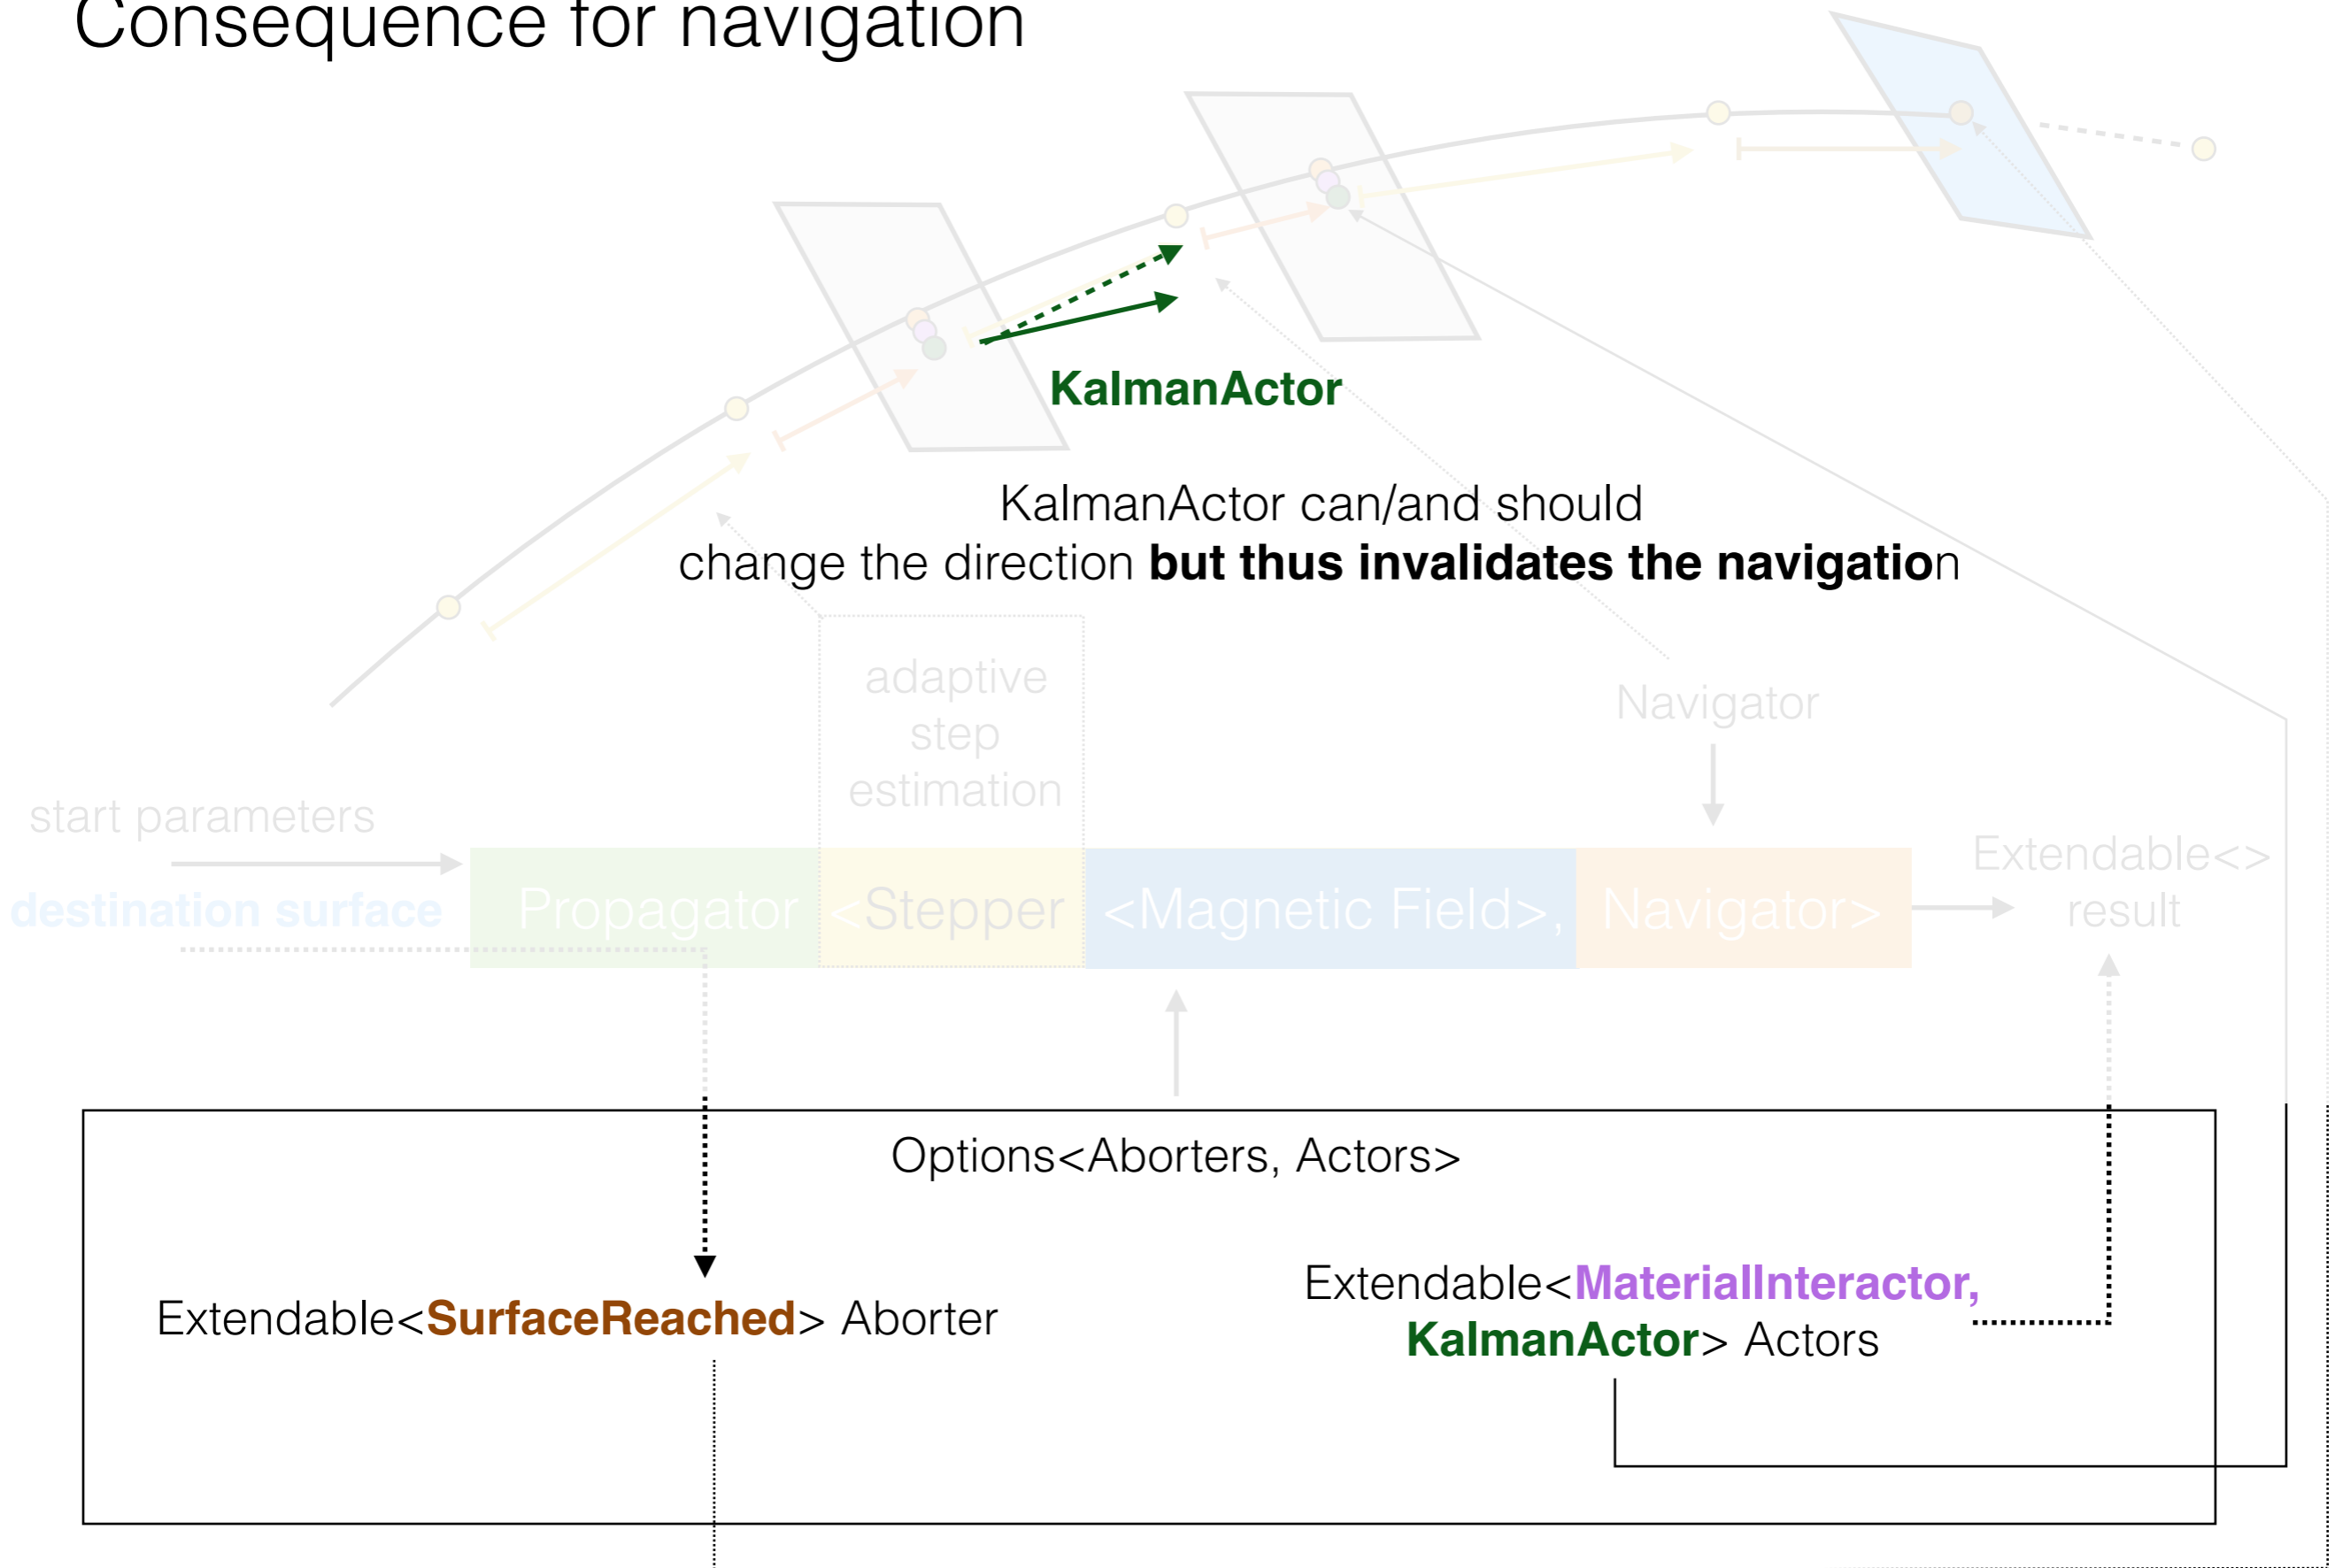 Consequence for navigation
KalmanActor
KalmanActor can/and should
change the direction but thus invalidates the navigation
adaptive
step
estimation
Navigator
start parameters
destination surface
Propagator <Stepper <Magnetic Field>, Navigator>
Extendable<>
result
Options<Aborters, Actors>
Extendable<SurfaceReached> Aborter
Extendable<MaterialInteractor,
KalmanActor> Actors